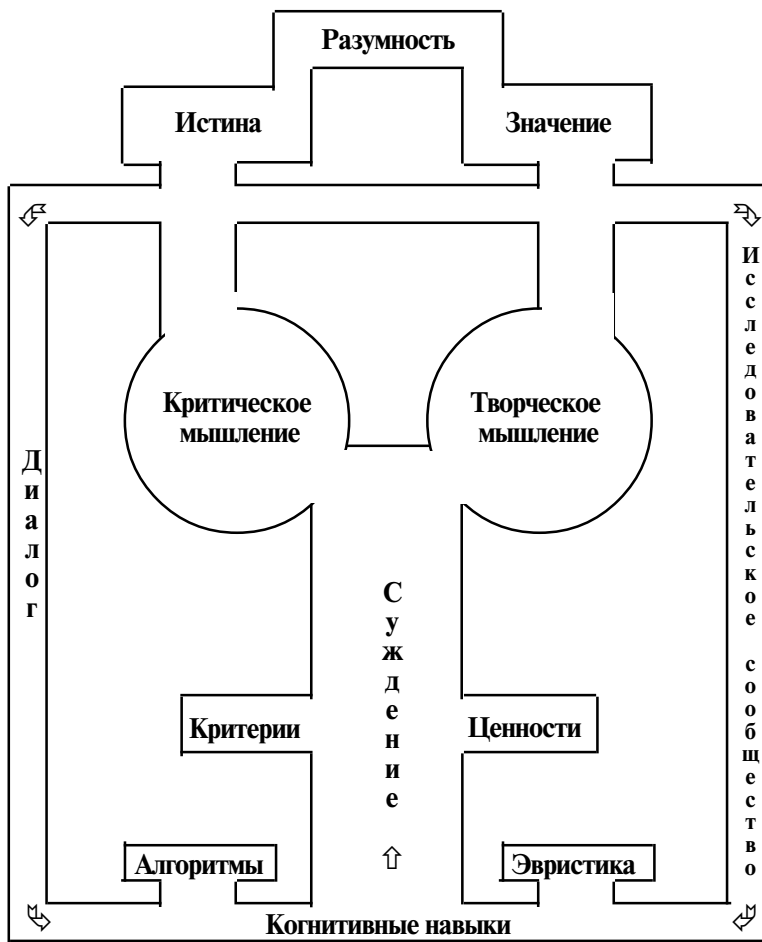 Разумность
Истина
Значение
Критическое
мышление
Творческое
мышление
Диалог
Исследовательское сообщество
Суждение
Критерии
Ценности
Алгоритмы
Эвристика
Когнитивные навыки